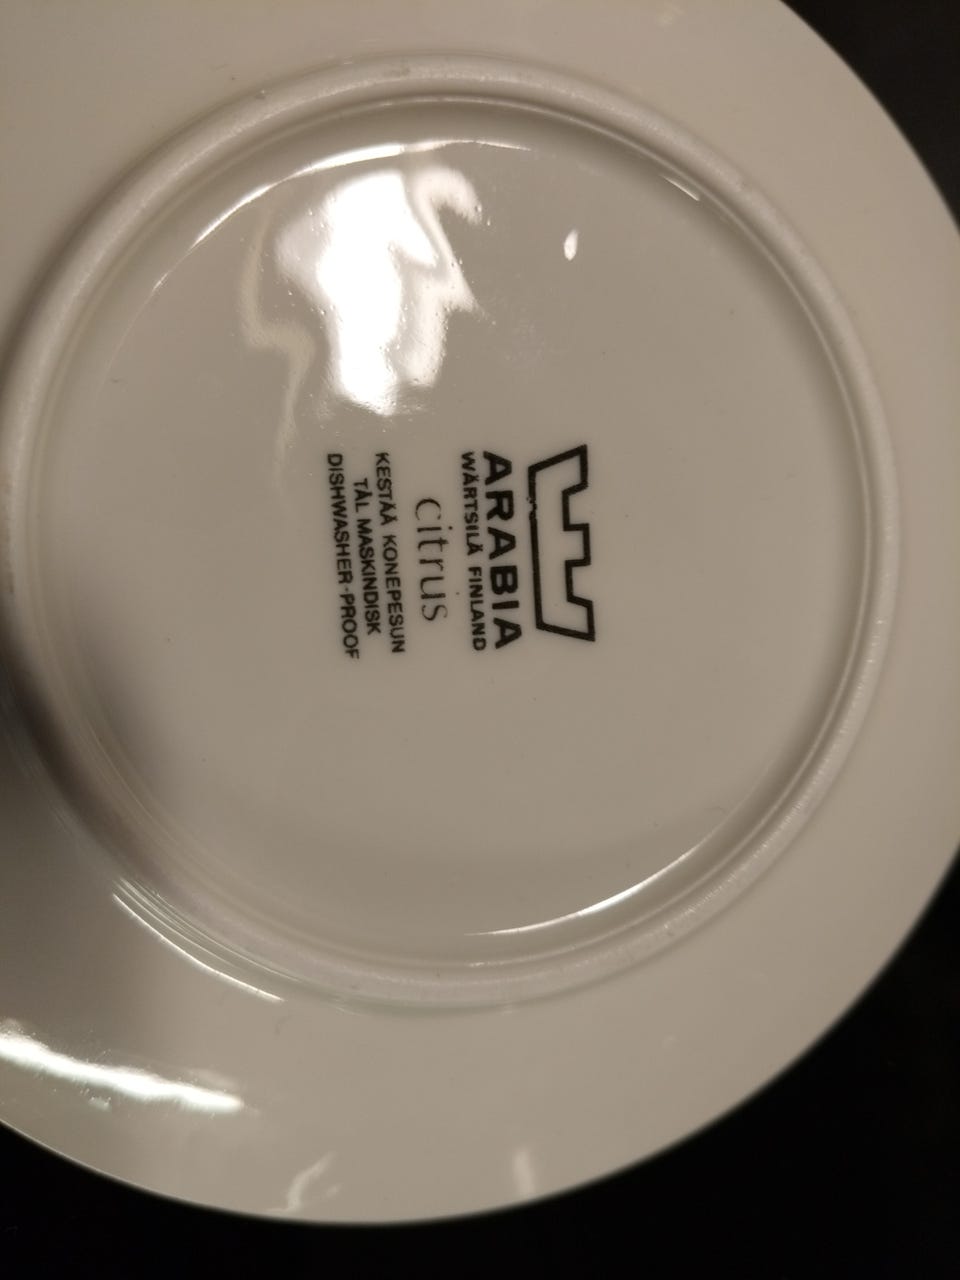 ARABIA
WÄRTSILÄ FINLAND
citrus
KESTÄÄ KONEPESUN
TÅL MASKINDISK
DISHWASHER-PROOF